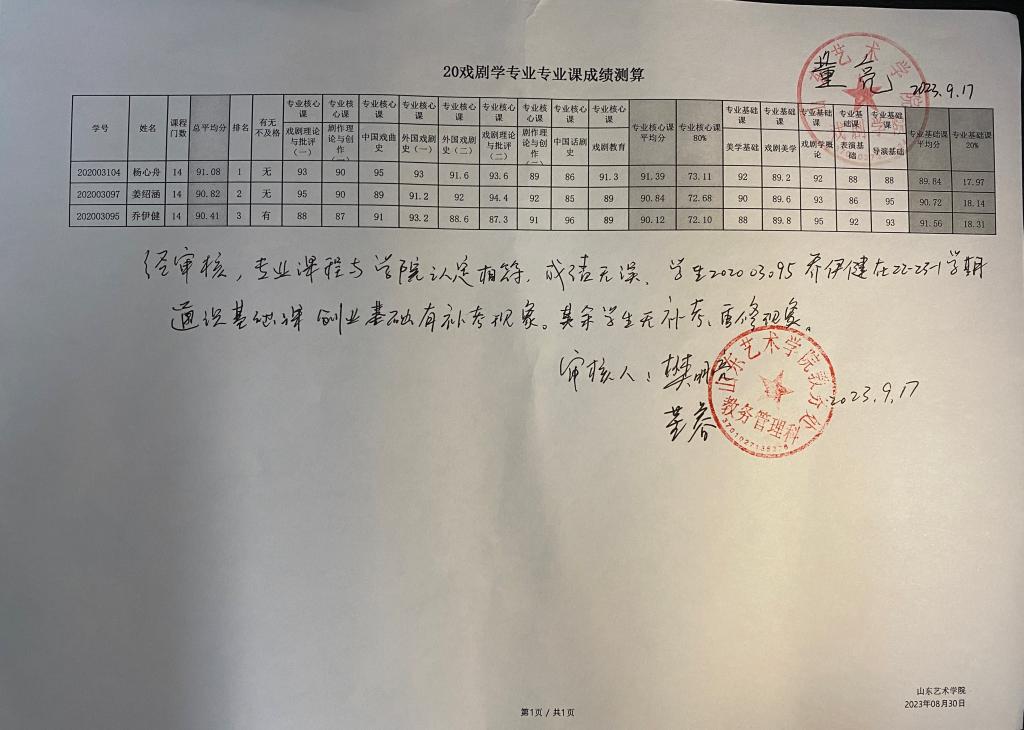 20戏剧学专业专业课成绩测算
董亮 2023.9.17
学号 姓名 课程门数 总平均分 排名 有无不及格 专业核心课 戏剧理论与批评（一） 专业核心课 剧作理论与创作（一） 专业核心课 中国戏曲史 专业核心课 外国戏剧史（一） 专业核心课 外国戏剧史（二） 专业核心课 戏剧理论与批评（二） 专业核心课 剧作理论与创作（二） 专业核心课 中国话剧史 专业核心课 戏剧教育 专业核心课平均分 专业核心课80% 专业基础课 美学基础 专业基础课 戏剧美学 专业基础课 戏剧学概论 专业基础课 表演基础 专业基础课 导演基础 专业基础课平均分 专业基础课20%
202003104 杨心舟 14 91.08 1 无 93 90 95 93 91.6 93.6 89 86 91.3 91.39 73.11 92 89.2 92 88 88 89.84 17.97
202003097 姜绍涵 14 90.82 2 无 95 90 89 91.2 92 94.4 92 85 89 90.84 72.68 90 89.6 93 86 95 90.72 18.14
202003095 乔伊健 14 90.41 3 有 88 87 91 93.2 88.6 87.3 91 96 89 90.12 72.10 88 89.8 95 92 93 91.56 18.31
经审核，专业课程与学院认定相符，成绩无误，学生202003095乔伊健在22-23-1学期
通识基础课 创业基础有补考现象。其余学生无补考、重修现象。
审核人：樊明亮
2023.9.17
山东艺术学院教务处
教务管理科
山东艺术学院
2023年08月30日
第1页 / 共1页